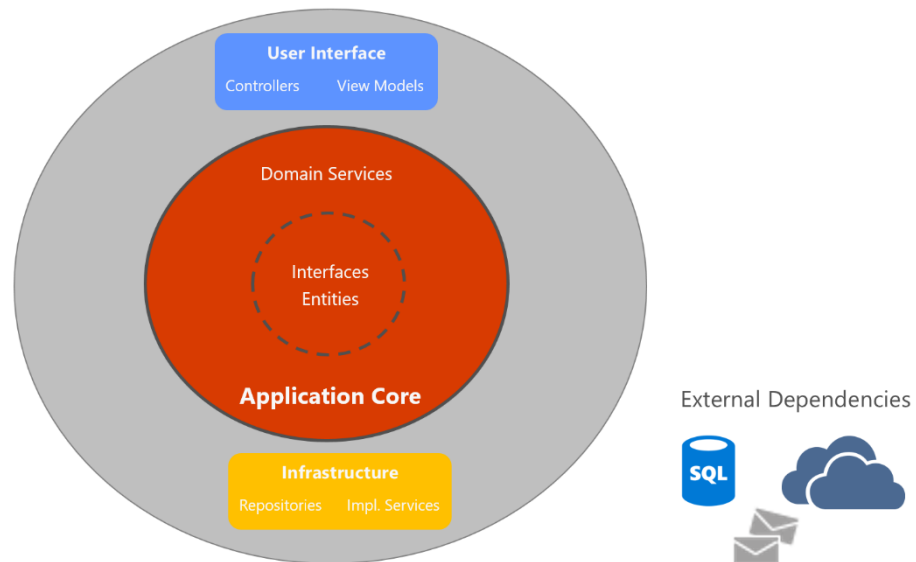 User Interface
Controllers View Models
Domain Services
Interfaces
Entities
Application Core
Infrastructure
Repositories Impl. Services
External Dependencies
SQL